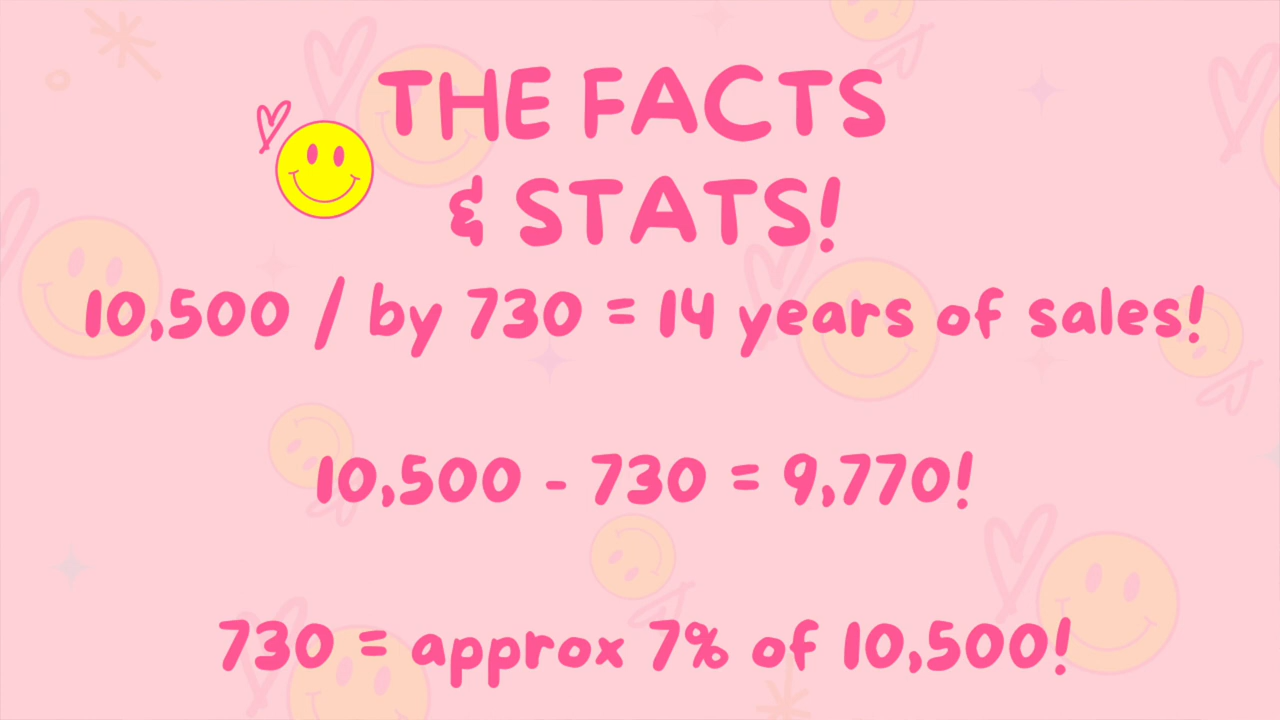 THE FACTS
& STATS!
10,500 / by 730 = 14 years of sales!
10,500 - 730 = 9,770!
730 = approx 7% of 10,500!